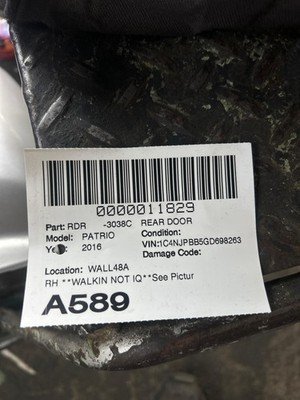 0000011829
Part: RDR -3038C REAR DOOR
Model: PATRIO Condition:
2016 VIN:1C4NJPBB5GD698263
Damage Code:
Location: WALL48A
RH **WALKIN NOT IQ**See Pictur
A589